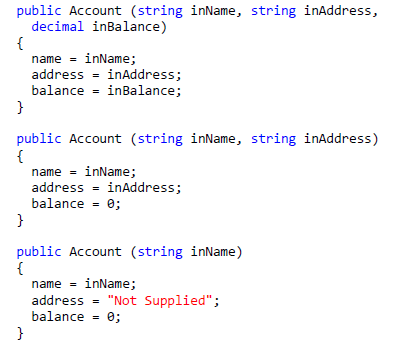 public Account (string inName, string inAddress,
  decimal inBalance)
{
  name = inName;
  address = inAddress;
  balance = inBalance;
}

public Account (string inName, string inAddress)
{
  name = inName;
  address = inAddress;
  balance = 0;
}

public Account (string inName)
{
  name = inName;
  address = "Not Supplied";
  balance = 0;
}